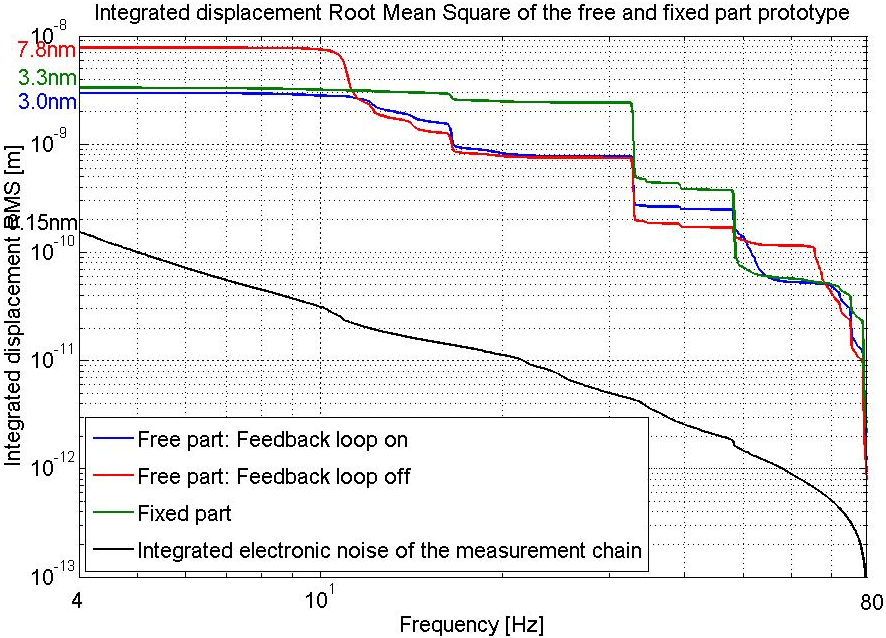 Integrated displacement Root Mean Square of the free and fixed part prototype
10-8
7.8nm
3.3nm
3.0nm
10-9
.15nm
10-10
10-11
10-12
10-13
Integrated displacement RMS [m]
Free part: Feedback loop on
Free part: Feedback loop off
Fixed part
Integrated electronic noise of the measurement chain
4
101
80
Frequency [Hz]